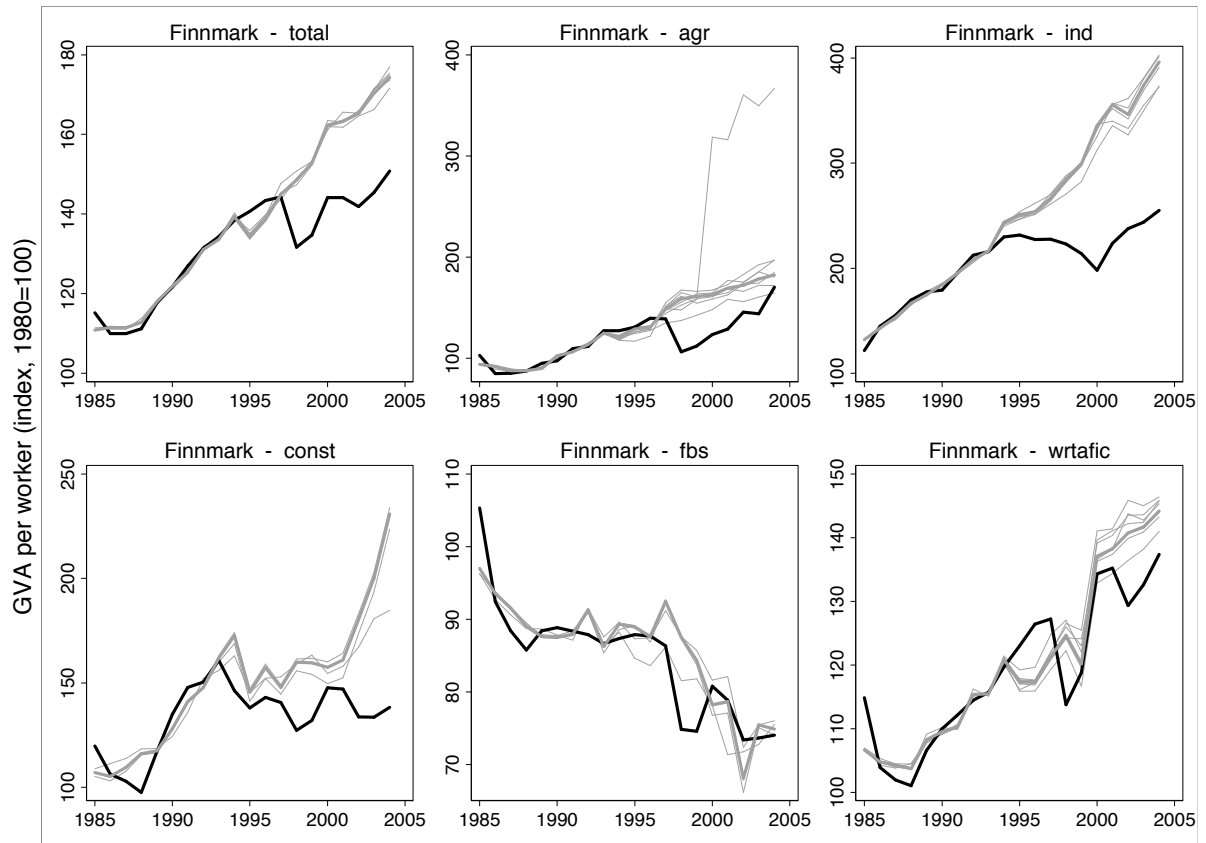 GVA per worker (index, 1980=100)
Finnmark - total
180
160
140
120
100
1985 1990 1995 2000 2005
Finnmark - agr
400
300
200
100
1985 1990 1995 2000 2005
Finnmark - ind
400
300
200
100
1985 1990 1995 2000 2005
Finnmark - const
250
200
150
100
1985 1990 1995 2000 2005
Finnmark - fbs
110
100
90
80
70
1985 1990 1995 2000 2005
Finnmark - wrtafic
150
140
130
120
110
100
1985 1990 1995 2000 2005